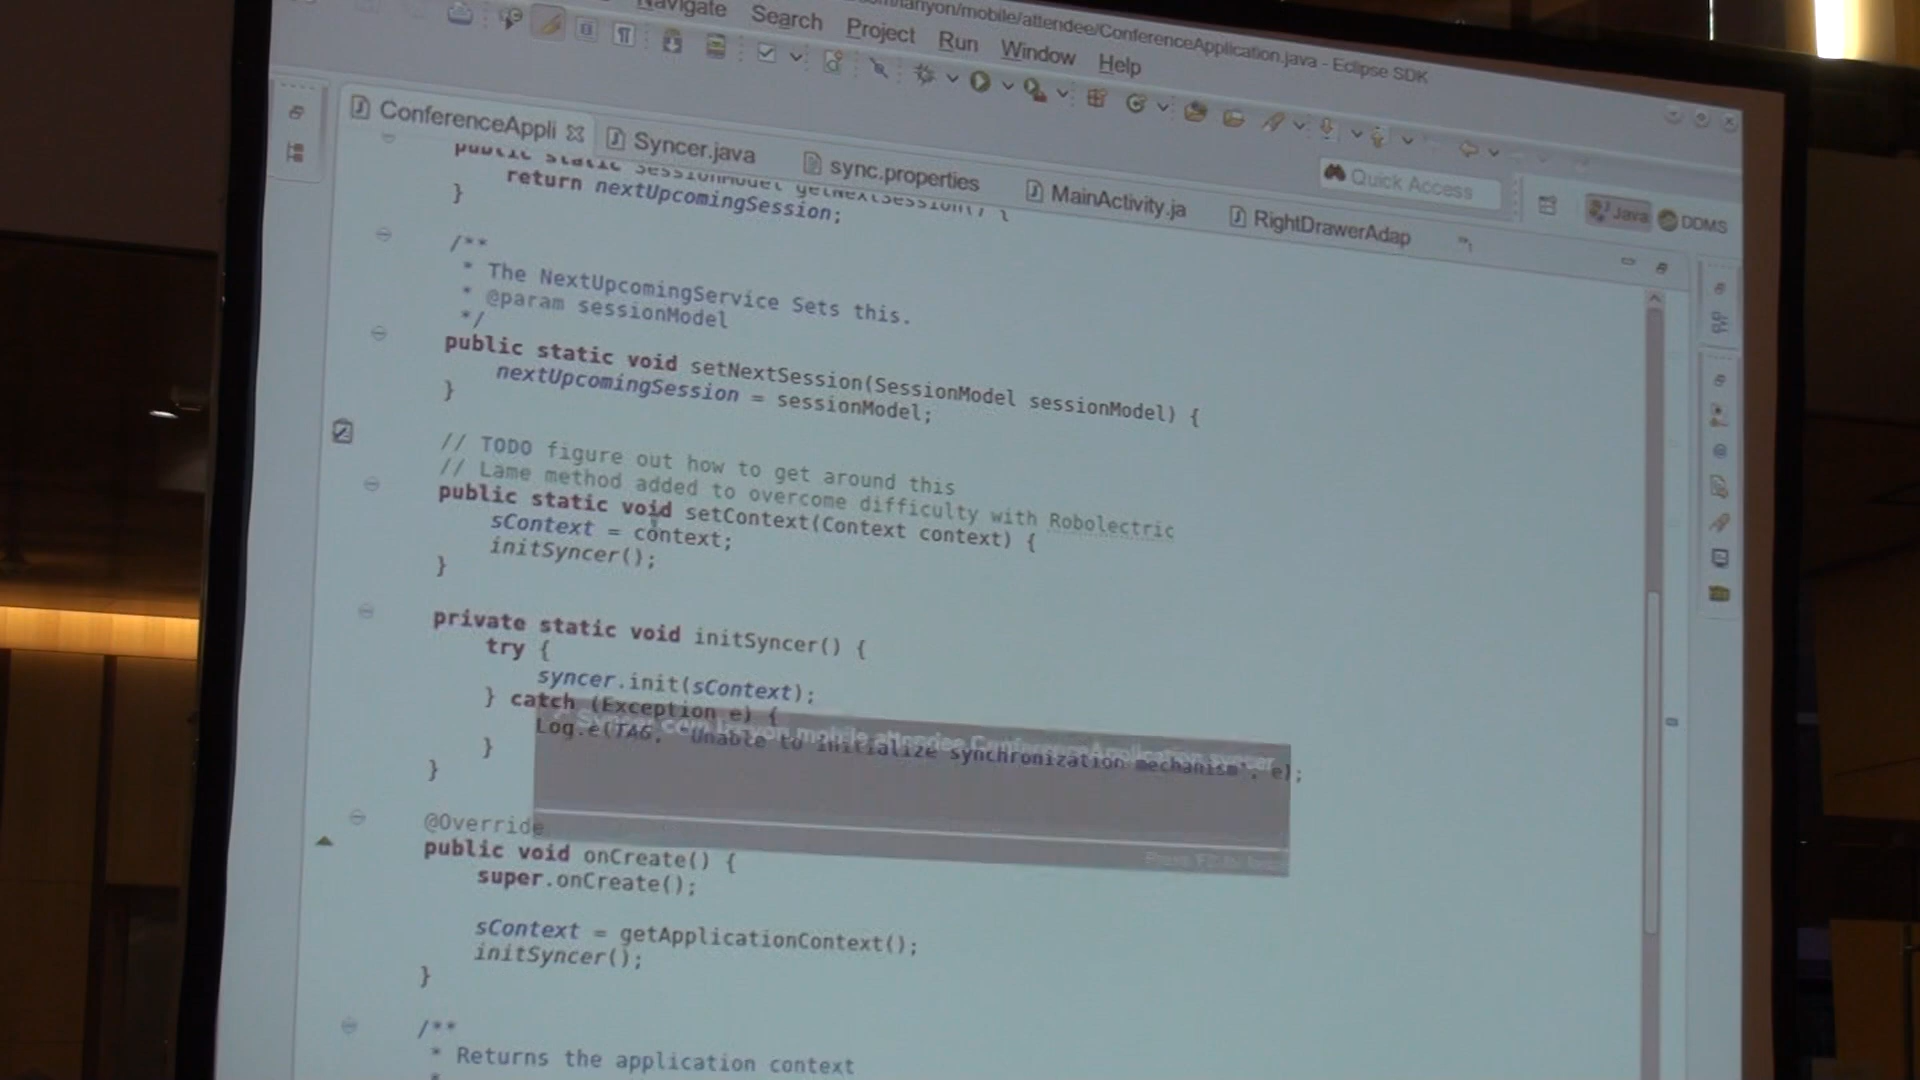 /mobile/attendee/ConferenceApplication.java - Eclipse SDK
Navigate Search Project Run Window Help
Quick Access
Java DDMS
ConferenceAppli Syncer.java sync.properties MainActivity.ja RightDrawerAdap
public static SessionModel getNextSession() {
return nextUpcomingSession;
}
/**
* The NextUpcomingService Sets this.
* @param sessionModel
*/
public static void setNextSession(SessionModel sessionModel) {
nextUpcomingSession = sessionModel;
}
// TODO figure out how to get around this
// Lame method added to overcome difficulty with Robolectric
public static void setContext(Context context) {
sContext = context;
initSyncer();
}
private static void initSyncer() {
try {
syncer.init(sContext);
} catch (Exception e) {
Log.e(TAG, "Unable to initialize synchronization mechanism", e);
}
}
@Override
public void onCreate() {
super.onCreate();
sContext = getApplicationContext();
initSyncer();
}
/**
* Returns the application context
*